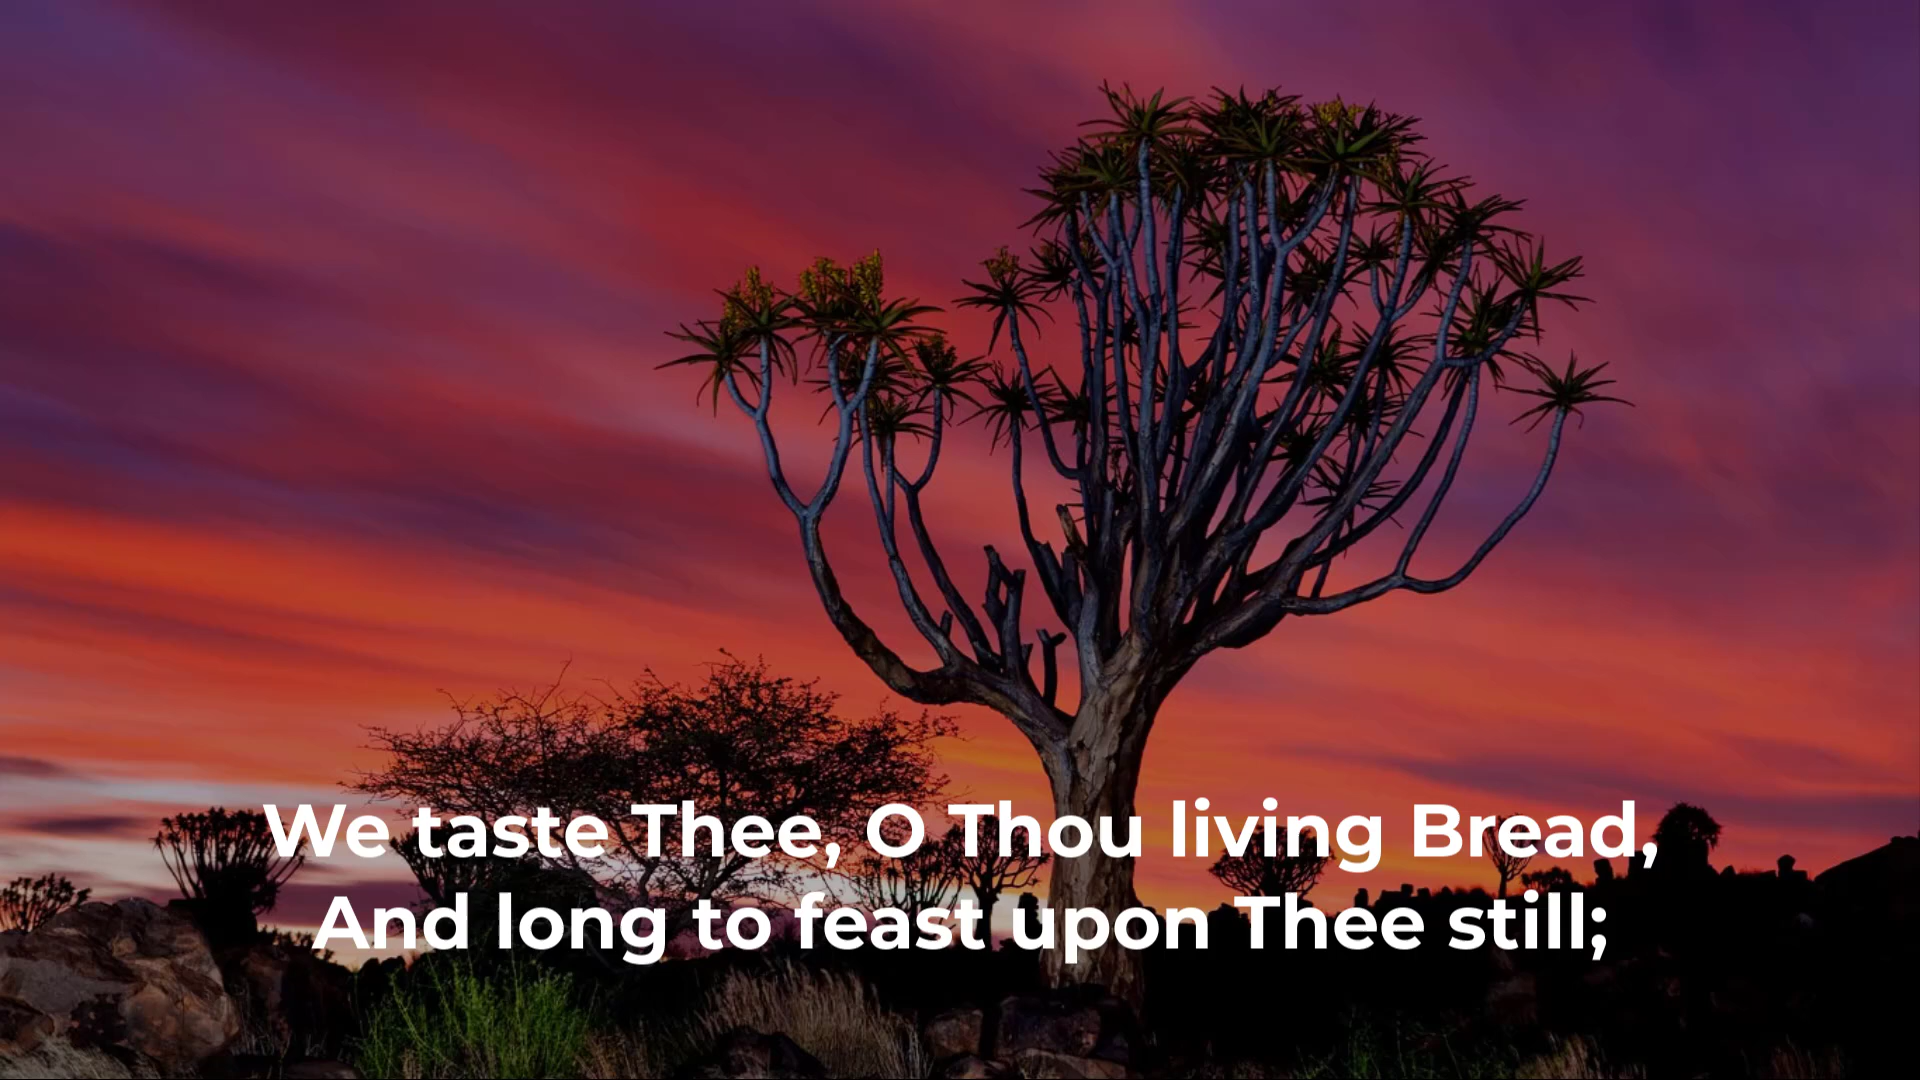 We taste Thee, O Thou living Bread,
And long to feast upon Thee still;